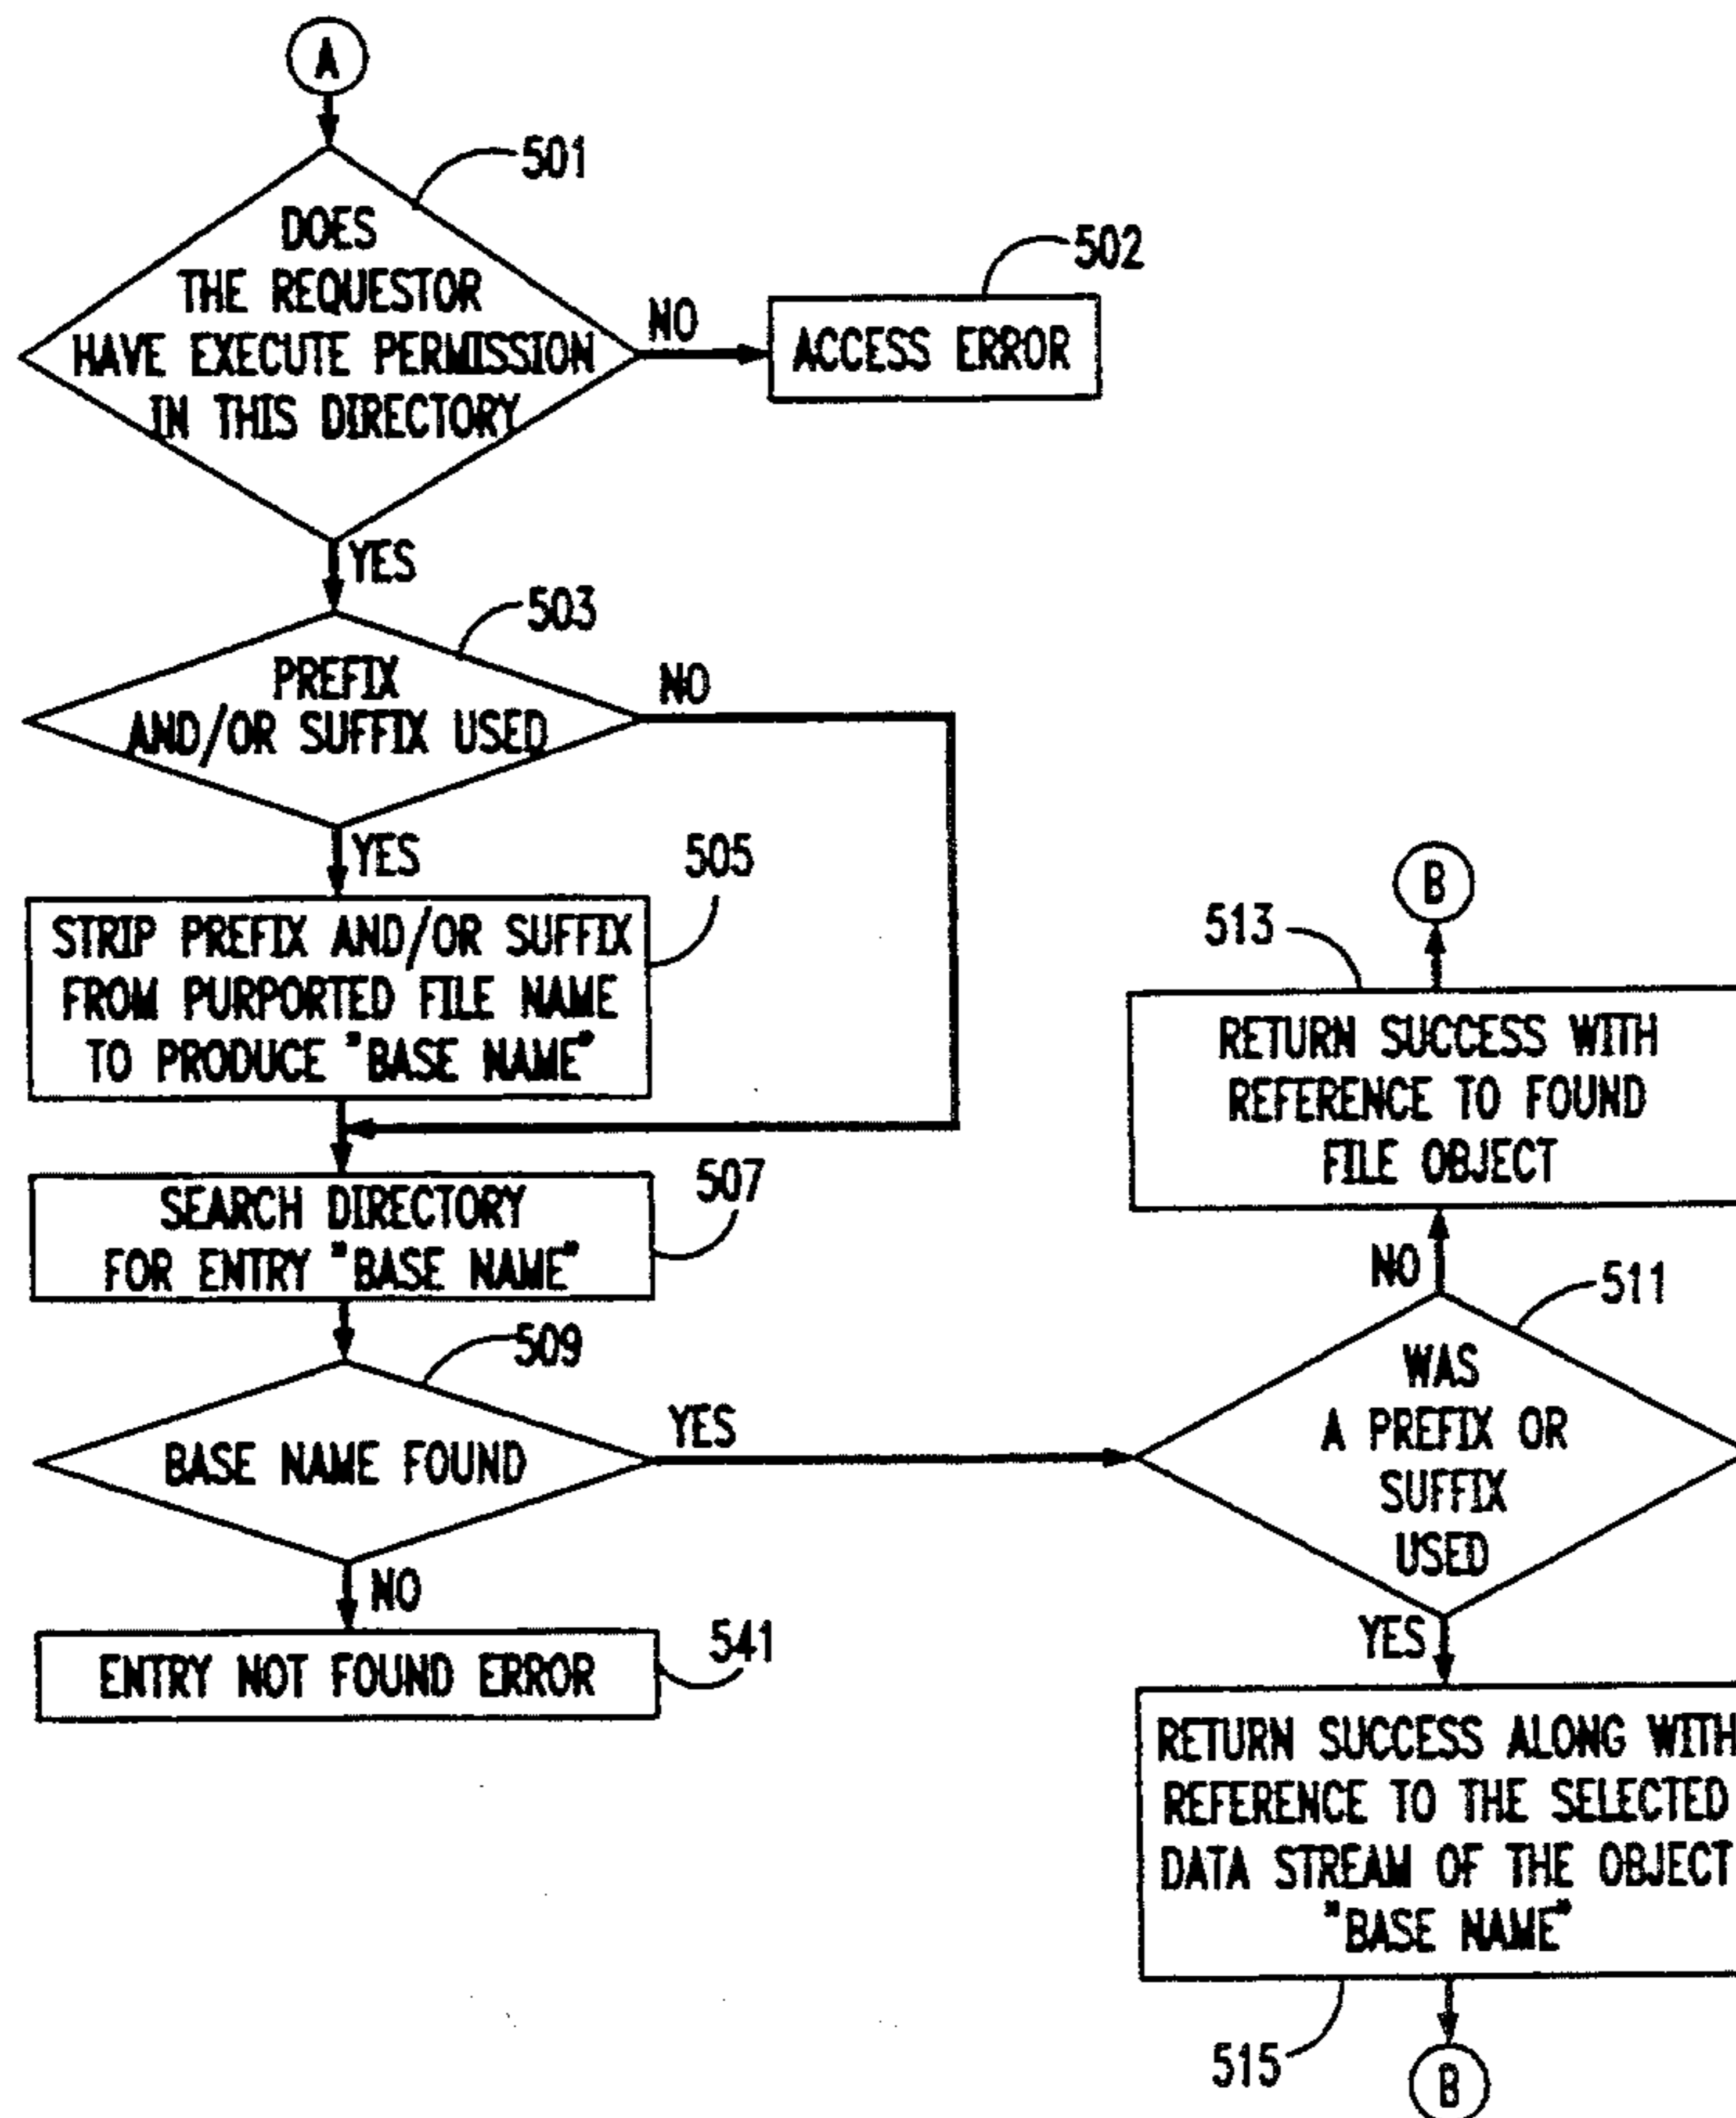 A
501
DOES
THE REQUESTOR
HAVE EXECUTE PERMISSION
IN THIS DIRECTORY
NO
502
ACCESS ERROR
YES
503
PREFIX
AND/OR SUFFIX USED
NO
YES
505
STRIP PREFIX AND/OR SUFFIX
FROM PURPORTED FILE NAME
TO PRODUCE "BASE NAME"
507
SEARCH DIRECTORY
FOR ENTRY "BASE NAME"
509
BASE NAME FOUND
YES
NO
541
ENTRY NOT FOUND ERROR
B
513
RETURN SUCCESS WITH
REFERENCE TO FOUND
FILE OBJECT
NO
511
WAS
A PREFIX OR
SUFFIX
USED
YES
RETURN SUCCESS ALONG WITH
REFERENCE TO THE SELECTED
DATA STREAM OF THE OBJECT
"BASE NAME"
515
B